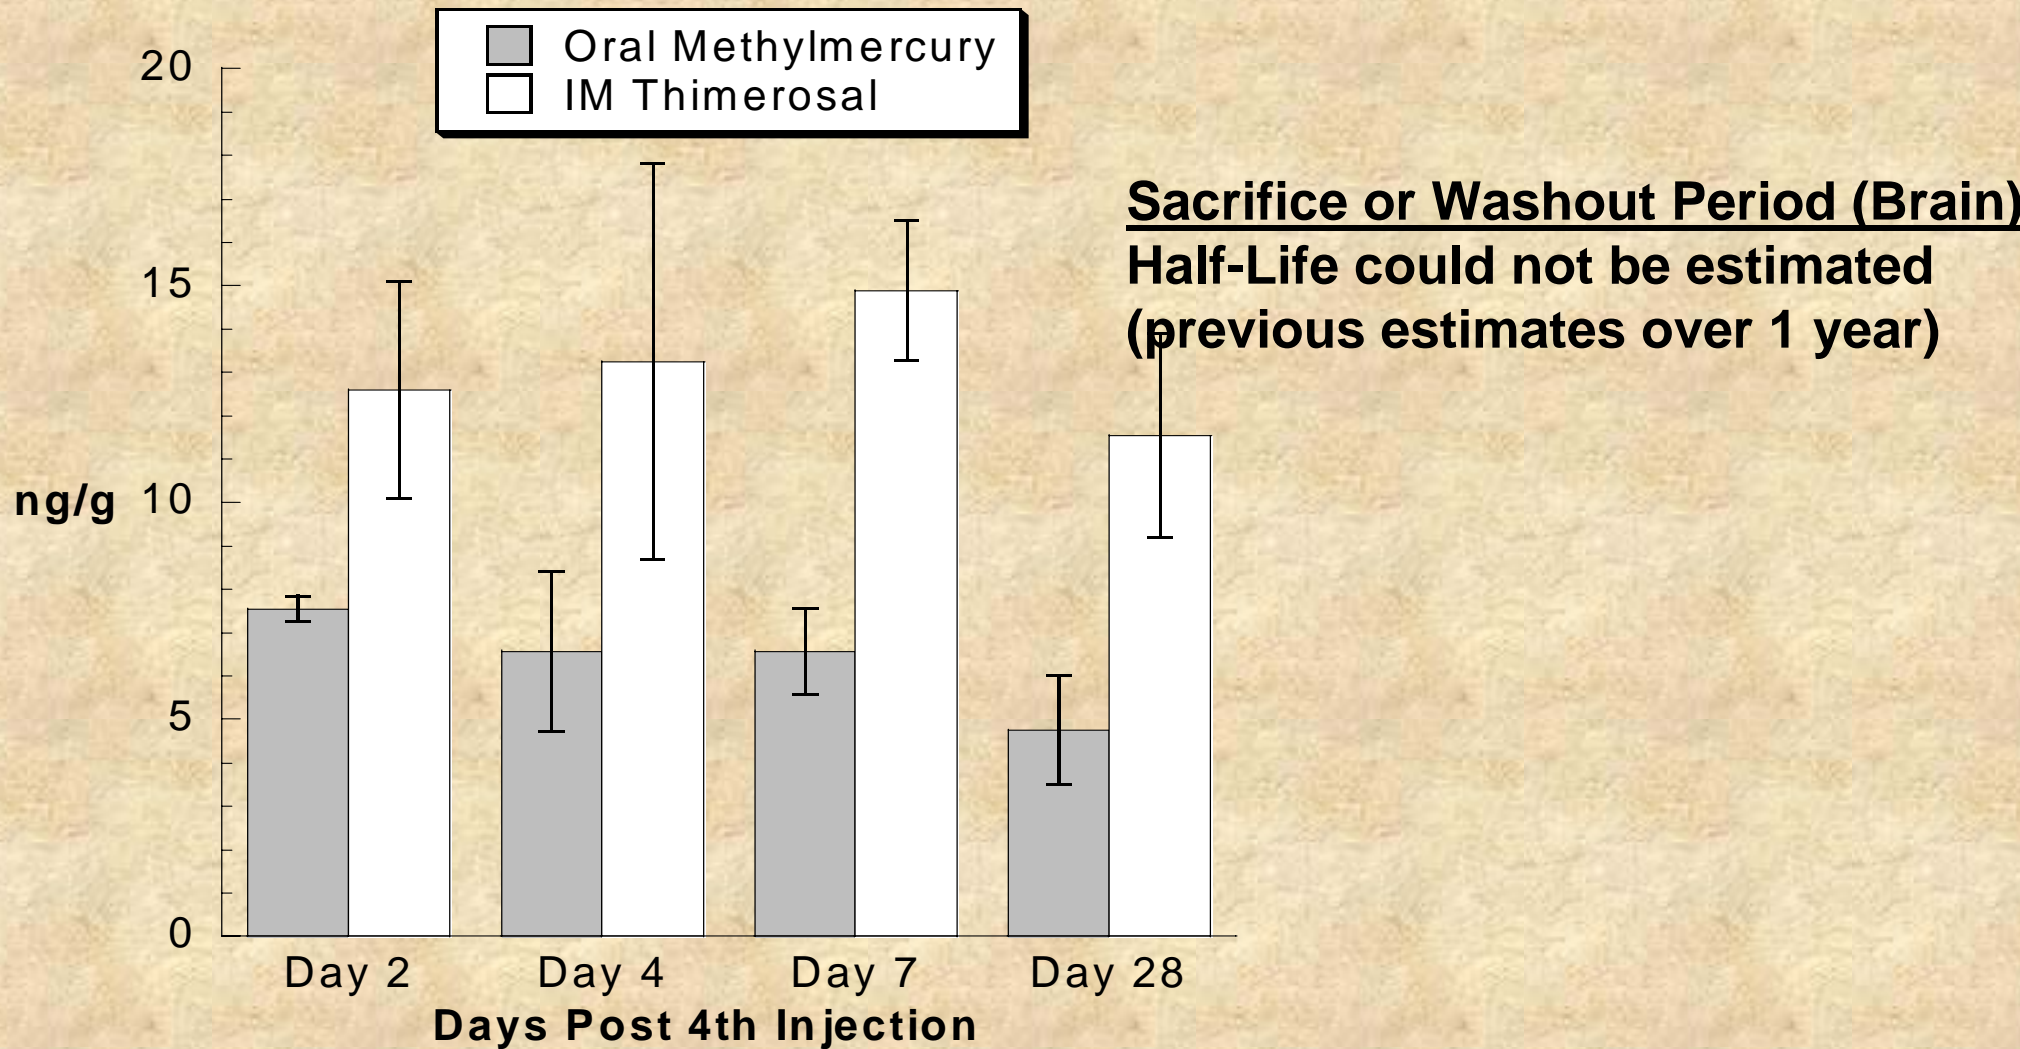 Oral Methylmercury
IM Thimerosal
20
15
ng/g 10
5
0
Day 2 Day 4 Day 7 Day 28
Days Post 4th Injection
Sacrifice or Washout Period (Brain)
Half-Life could not be estimated
(previous estimates over 1 year)